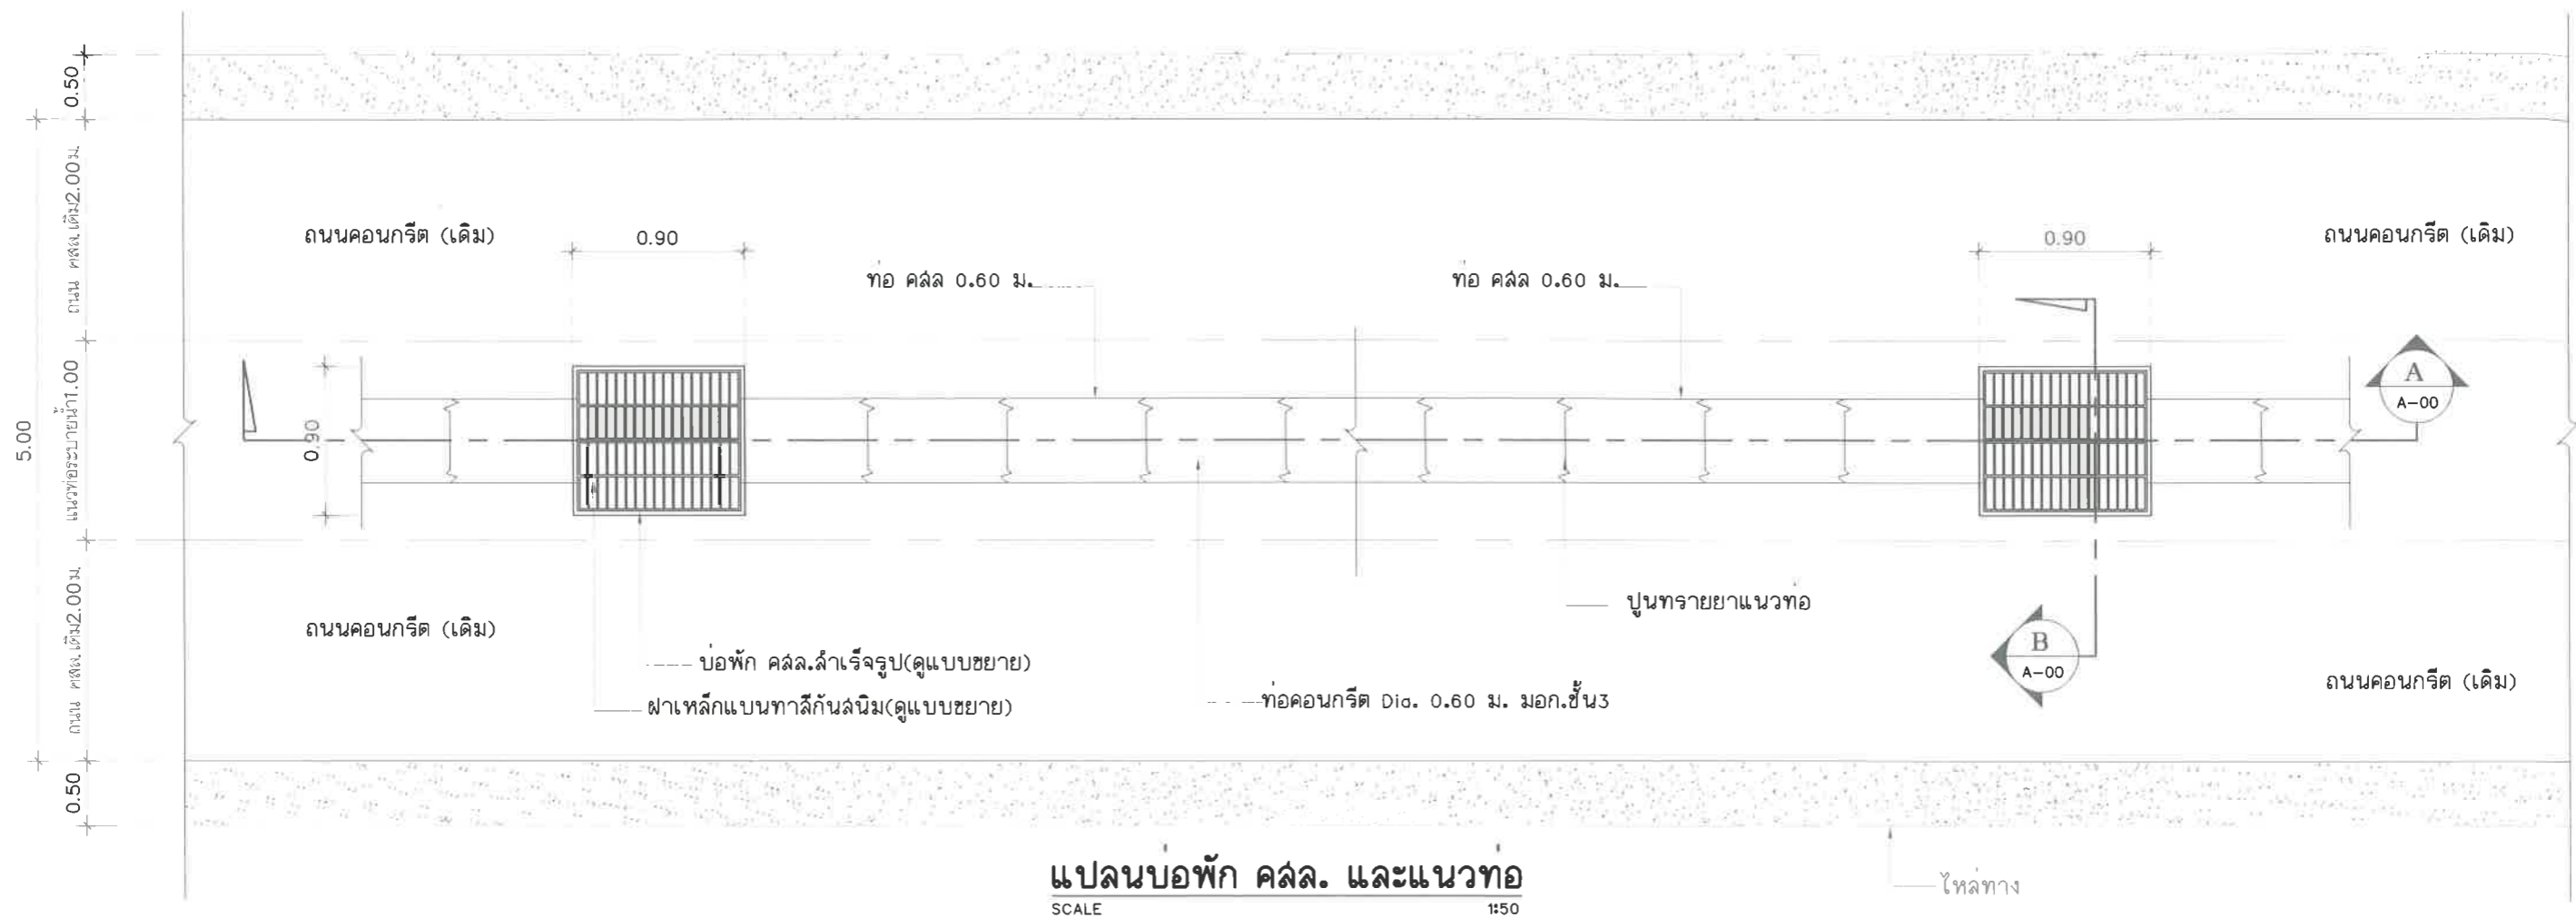 0.50
5.00
ถนน คสล.เดิม2.00ม.
แนวท่อระบายน้ำ1.00
ถนน คสล.เดิม2.00ม.
0.50
ถนนคอนกรีต (เดิม)
0.90
0.90
ถนนคอนกรีต (เดิม)
ท่อ คสล 0.60 ม.
ท่อ คสล 0.60 ม.
0.90
A
A-00
ปูนทรายยาแนวท่อ
ถนนคอนกรีต (เดิม)
B
A-00
บ่อพัก คสล.สำเร็จรูป(ดูแบบขยาย)
ถนนคอนกรีต (เดิม)
ฝาเหล็กแบนทาสีกันสนิม(ดูแบบขยาย)
ท่อคอนกรีต Dia. 0.60 ม. มอก.ชั้น3
แปลนบ่อพัก คสล. และแนวท่อ
SCALE 1:50
ไหล่ทาง